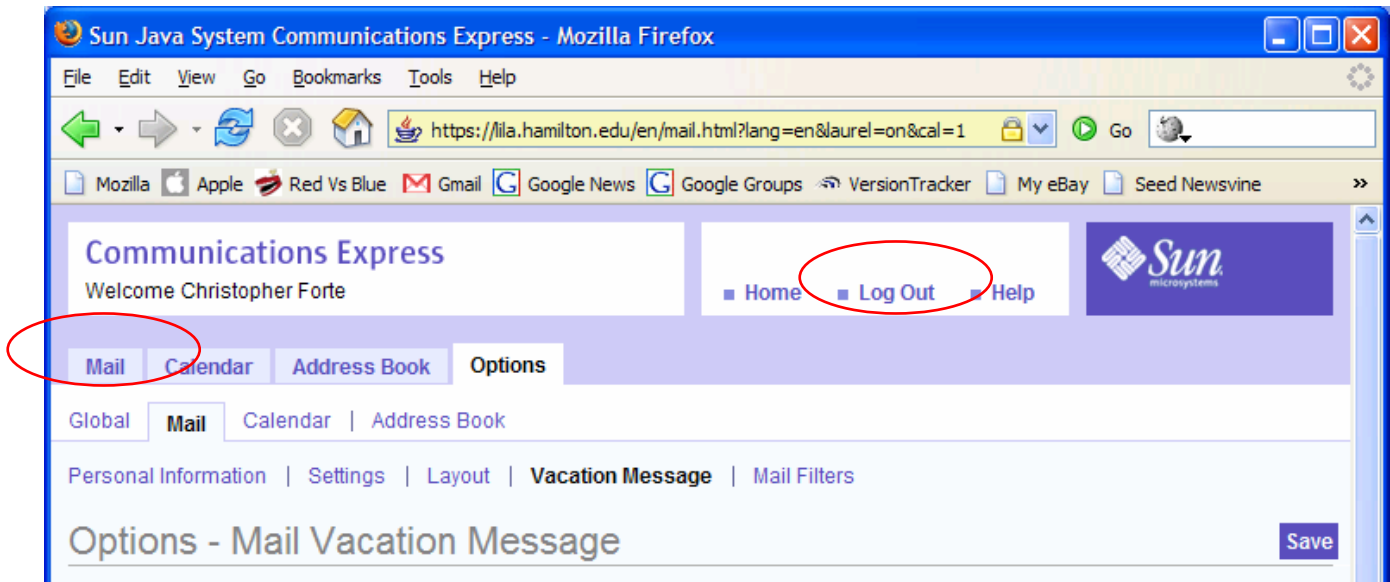 Sun Java System Communications Express - Mozilla Firefox
File Edit View Go Bookmarks Tools Help
https://lila.hamilton.edu/en/mail.html?lang=en&laurel=on&cal=1 Go
Mozilla Apple Red Vs Blue Gmail G Google News G Google Groups VersionTracker My eBay Seed Newsvine »
Communications Express
Welcome Christopher Forte
Home Log Out Help
Sun
microsystems
Mail Calendar Address Book Options
Global Mail Calendar | Address Book
Personal Information | Settings | Layout | Vacation Message | Mail Filters
Options - Mail Vacation Message
Save